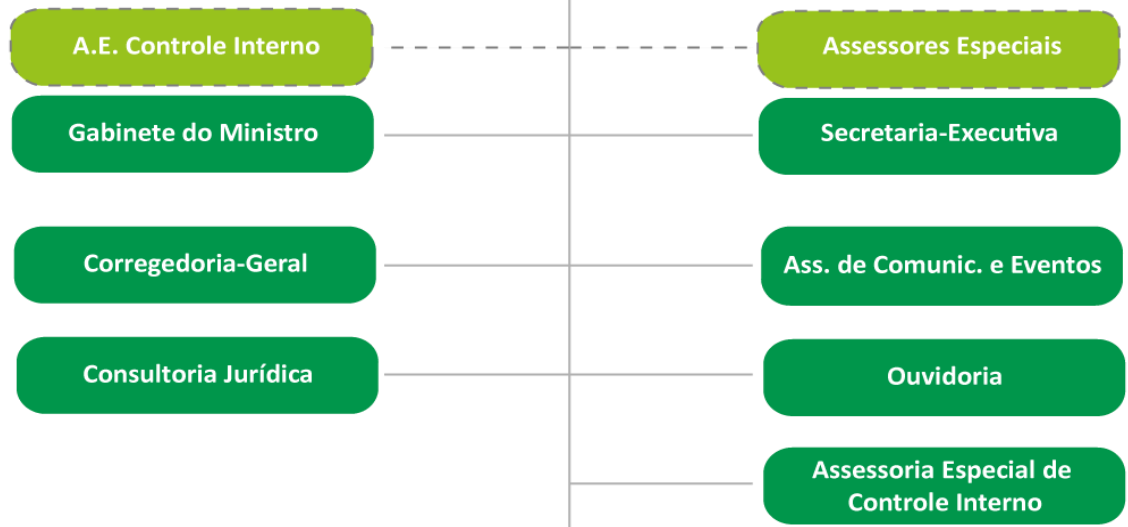 A.E. Controle Interno
Assessores Especiais
Gabinete do Ministro
Secretaria-Executiva
Corregedoria-Geral
Ass. de Comunic. e Eventos
Consultoria Jurídica
Ouvidoria
Assessoria Especial de
Controle Interno